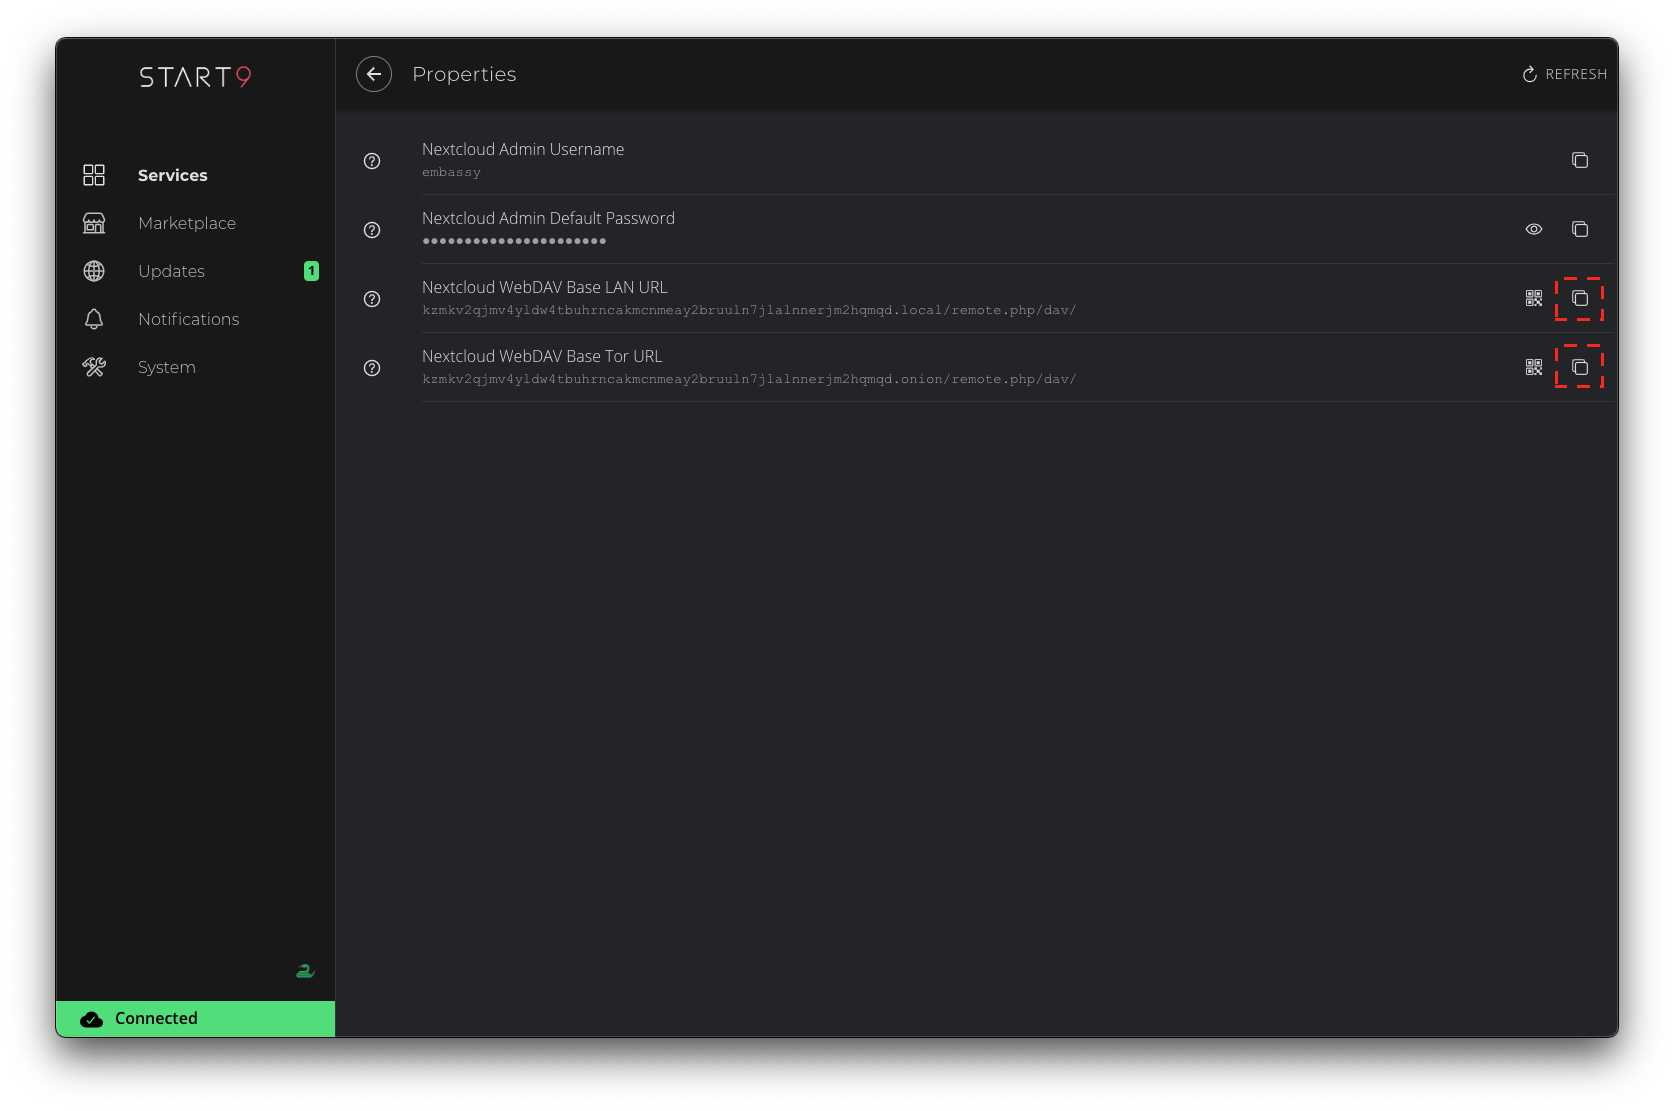 START9
Properties
REFRESH
Services
Marketplace
Updates
1
Notifications
System
Nextcloud Admin Username
embassy
Nextcloud Admin Default Password
●●●●●●●●●●●●●●●●●●●●●●
Nextcloud WebDAV Base LAN URL
kzmkv2qjmv4yldw4tbuhrncakmcnmeay2bruuln7jlalnnerjm2hqmqd.local/remote.php/dav/
Nextcloud WebDAV Base Tor URL
kzmkv2qjmv4yldw4tbuhrncakmcnmeay2bruuln7jlalnnerjm2hqmqd.onion/remote.php/dav/
Connected